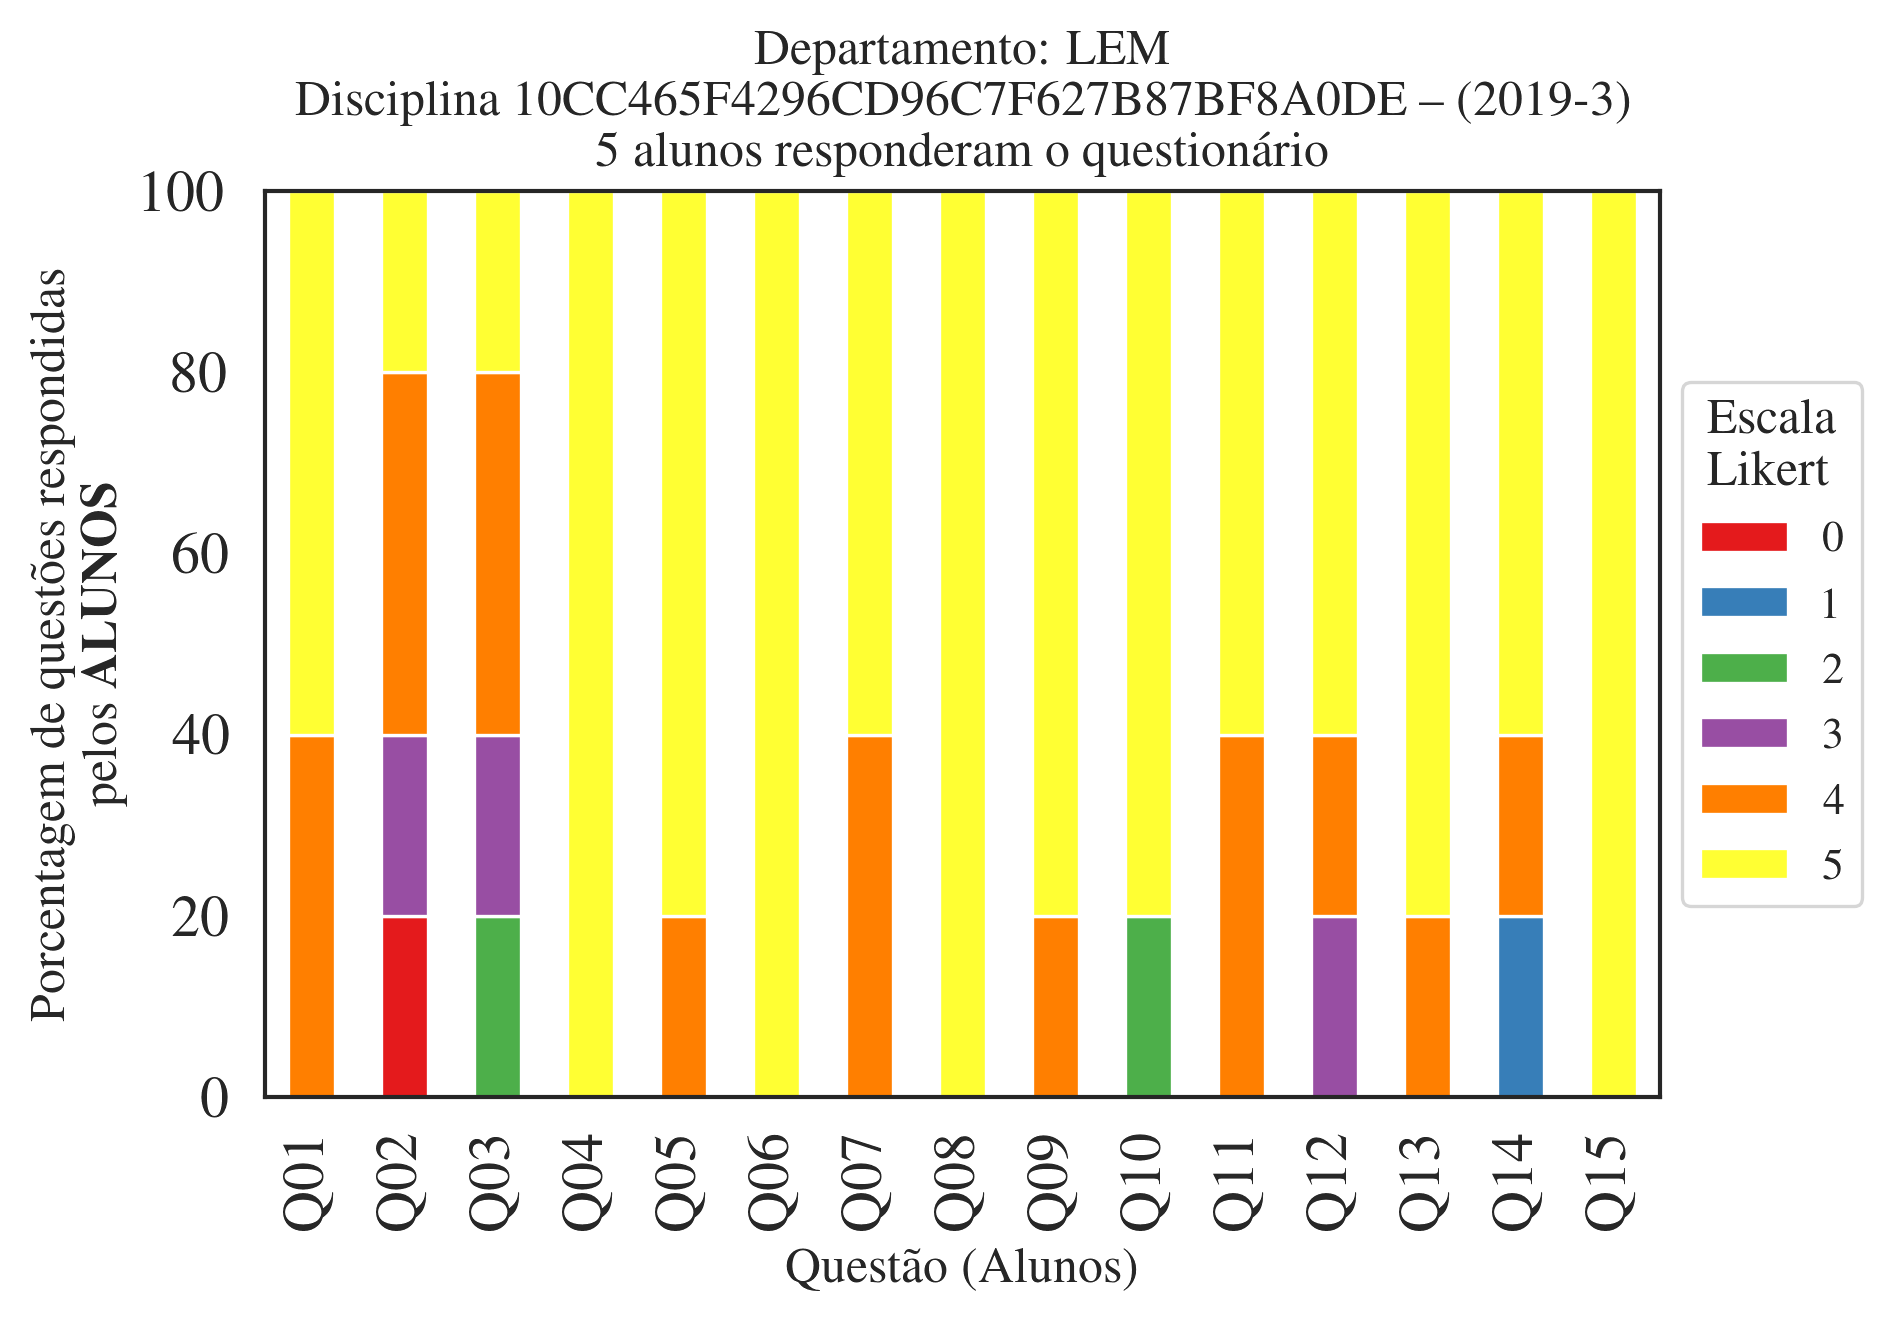 Departamento: LEM
Disciplina 10CC465F4296CD96C7F627B87BF8A0DE – (2019-3)
5 alunos responderam o questionário
Porcentagem de questões respondidas
pelos ALUNOS
100
80
60
40
20
0
Q01
Q02
Q03
Q04
Q05
Q06
Q07
Q08
Q09
Q10
Q11
Q12
Q13
Q14
Q15
Questão (Alunos)
Escala
Likert
0
1
2
3
4
5